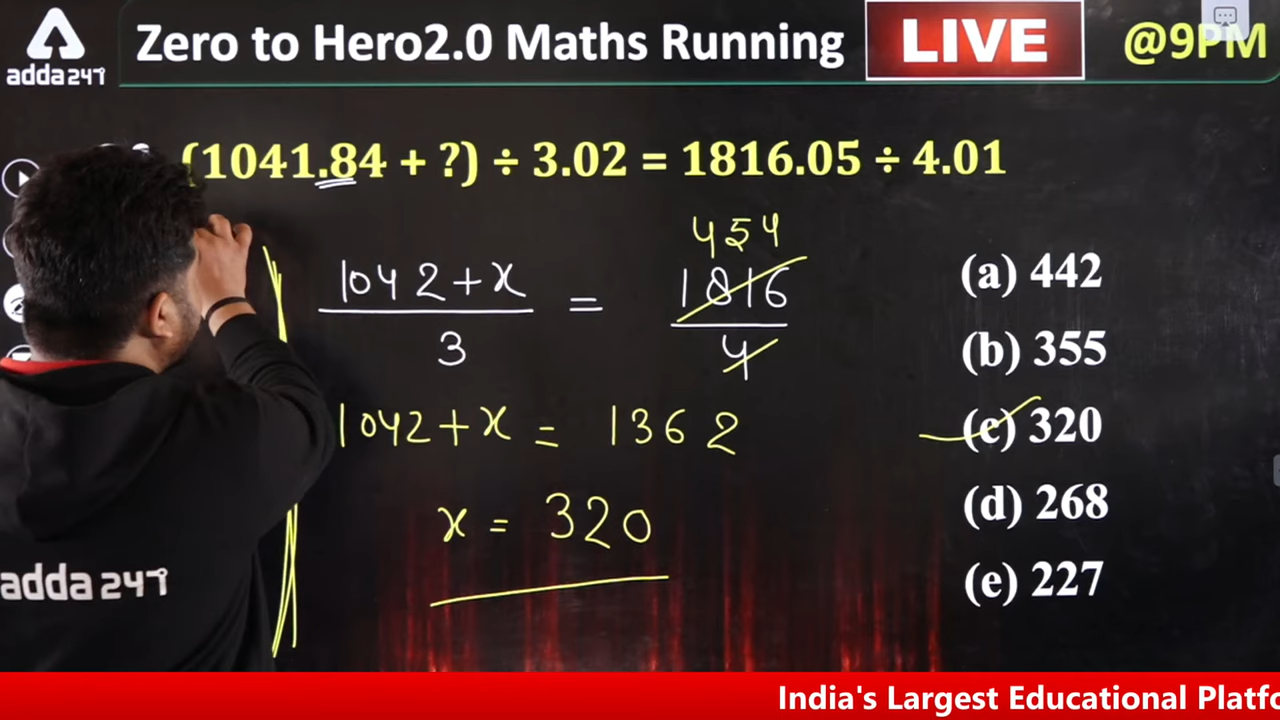 adda247
Zero to Hero2.0 Maths Running
LIVE
@9PM
(1041.84 + ?) ÷ 3.02 = 1816.05 ÷ 4.01
454
1042+x
3
=
1816
4
1042+x = 1362
x = 320
(a) 442
(b) 355
(c) 320
(d) 268
(e) 227
adda247
India's Largest Educational Platfo